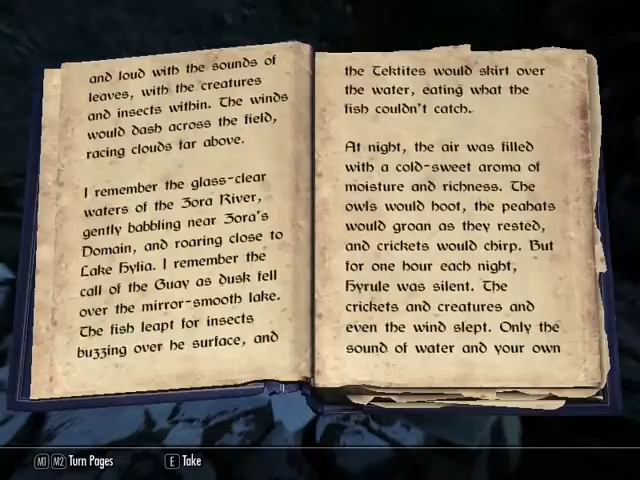 and loud with the sounds of
leaves, with the creatures
and insects within. The winds
would dash across the field,
racing clouds far above.
I remember the glass-clear
waters of the Zora River,
gently babbling near Zora's
Domain, and roaring close to
Lake Hylia. I remember the
call of the Guay as dusk fell
over the mirror-smooth lake.
The fish leapt for insects
buzzing over he surface, and
the Tektites would skirt over
the water, eating what the
fish couldn't catch.
At night, the air was filled
with a cold-sweet aroma of
moisture and richness. The
owls would hoot, the peahats
would groan as they rested,
and crickets would chirp. But
for one hour each night,
Hyrule was silent. The
crickets and creatures and
even the wind slept. Only the
sound of water and your own
M1 M2 Turn Pages
E Take